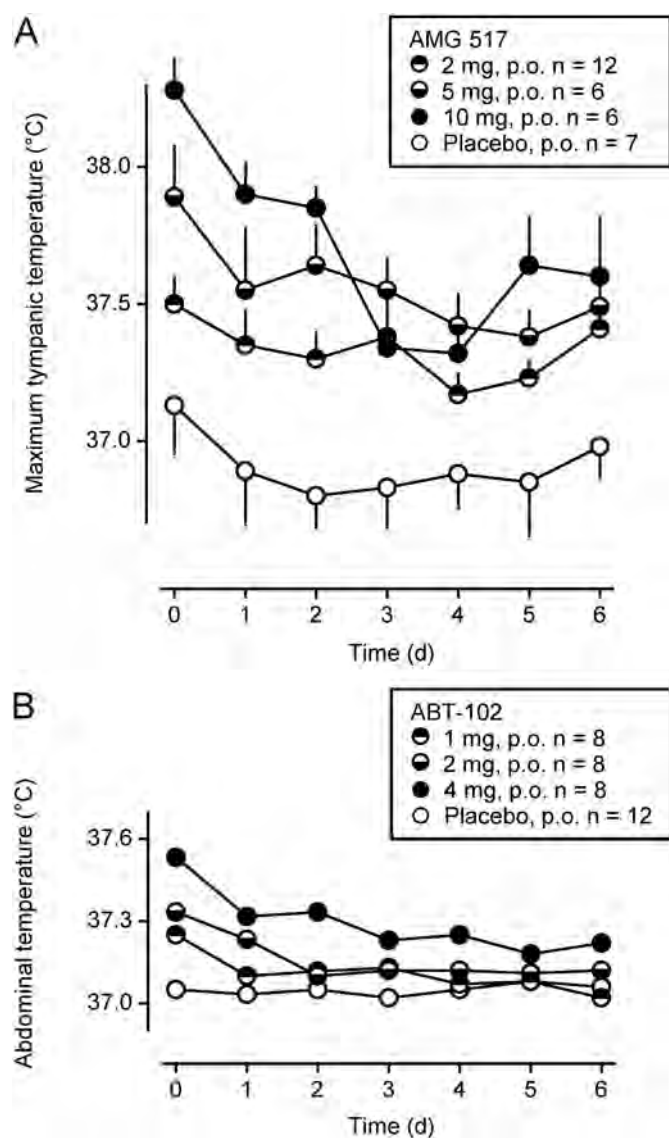 A
AMG 517
2 mg, p.o. n = 12
5 mg, p.o. n = 6
10 mg, p.o. n = 6
Placebo, p.o. n = 7
Maximum tympanic temperature (°C)
38.0
37.5
37.0
0 1 2 3 4 5 6
Time (d)
B
ABT-102
1 mg, p.o. n = 8
2 mg, p.o. n = 8
4 mg, p.o. n = 8
Placebo, p.o. n = 12
Abdominal temperature (°C)
37.6
37.3
37.0
0 1 2 3 4 5 6
Time (d)